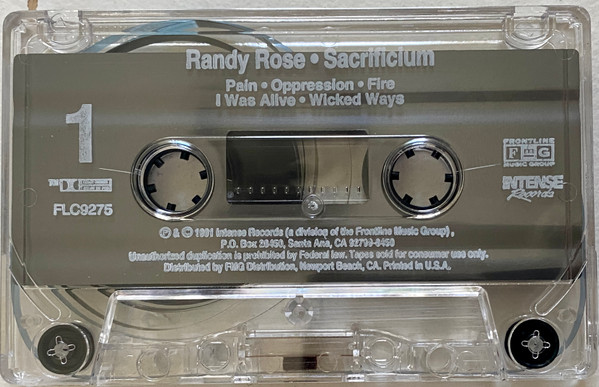 Randy Rose • Sacrificium
Pain • Oppression • Fire
I Was Alive • Wicked Ways
1
FRONTLINE
FMG
MUSIC GROUP
INTENSE
Records
TM
FLC9275
℗ & © 1991 Intense Records (a division of the Frontline Music Group),
P.O. Box 26450, Santa Ana, CA 92799-6450
Unauthorized duplication is prohibited by Federal law. Tapes sold for consumer use only.
Distributed by FMG Distribution, Newport Beach, CA. Printed in U.S.A.